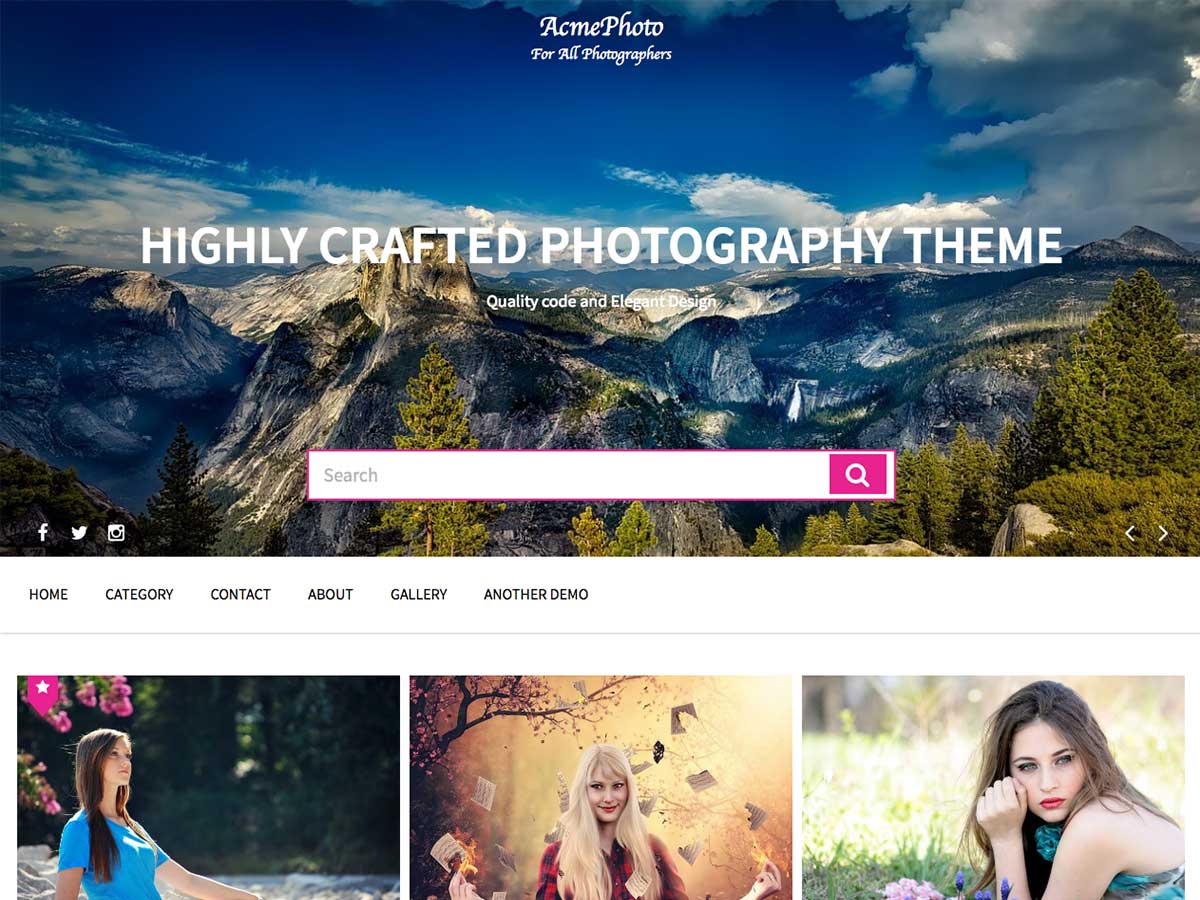 AcmePhoto
For All Photographers
HIGHLY CRAFTED PHOTOGRAPHY THEME
Quality code and Elegant Design
Search
HOME CATEGORY CONTACT ABOUT GALLERY ANOTHER DEMO